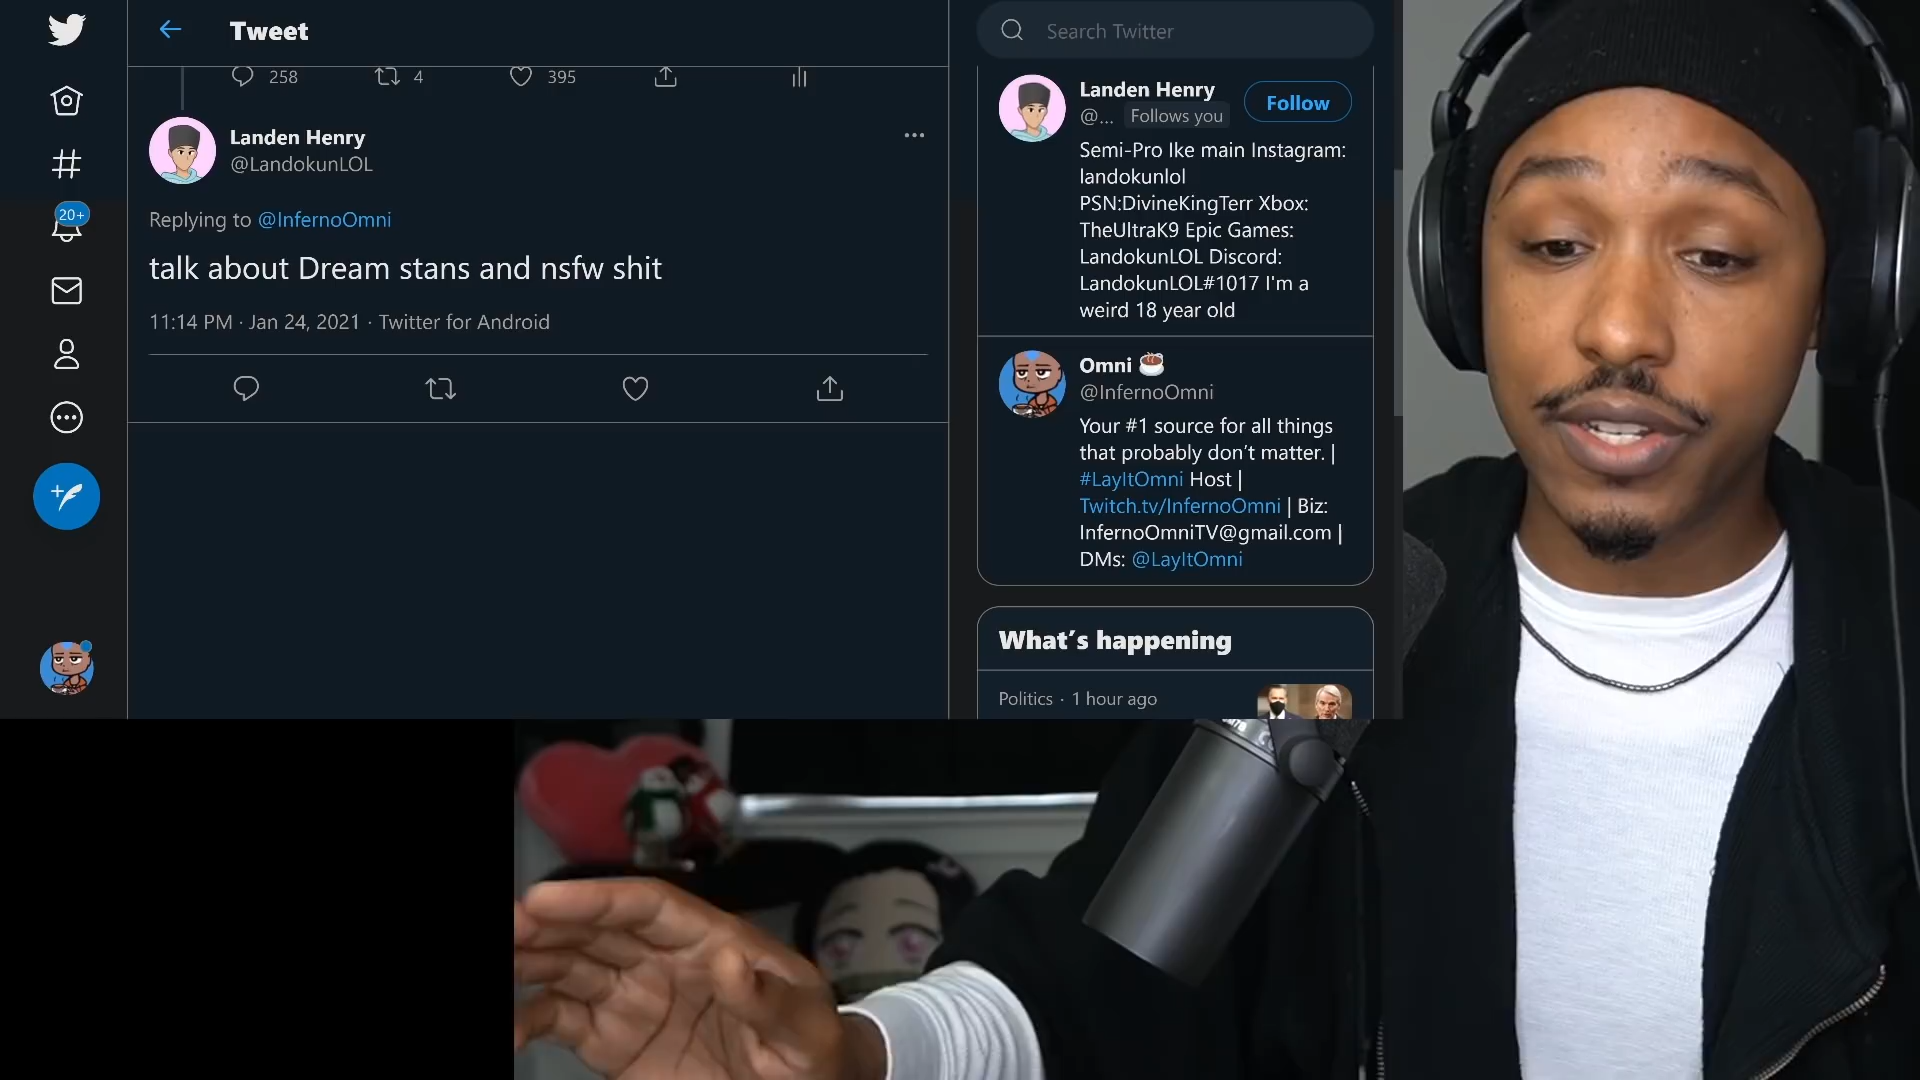 Tweet
Search Twitter
258
4
395
20+
Landen Henry
@LandokunLOL
Replying to @InfernoOmni
talk about Dream stans and nsfw shit
11:14 PM · Jan 24, 2021 · Twitter for Android
Landen Henry
@... Follows you
Follow
Semi-Pro Ike main Instagram:
landokunlol
PSN:DivineKingTerr Xbox:
TheUltraK9 Epic Games:
LandokunLOL Discord:
LandokunLOL#1017 I'm a
weird 18 year old
Omni
@InfernoOmni
Your #1 source for all things
that probably don’t matter. |
#LayItOmni Host |
Twitch.tv/InfernoOmni | Biz:
InfernoOmniTV@gmail.com |
DMs: @LayItOmni
What’s happening
Politics · 1 hour ago